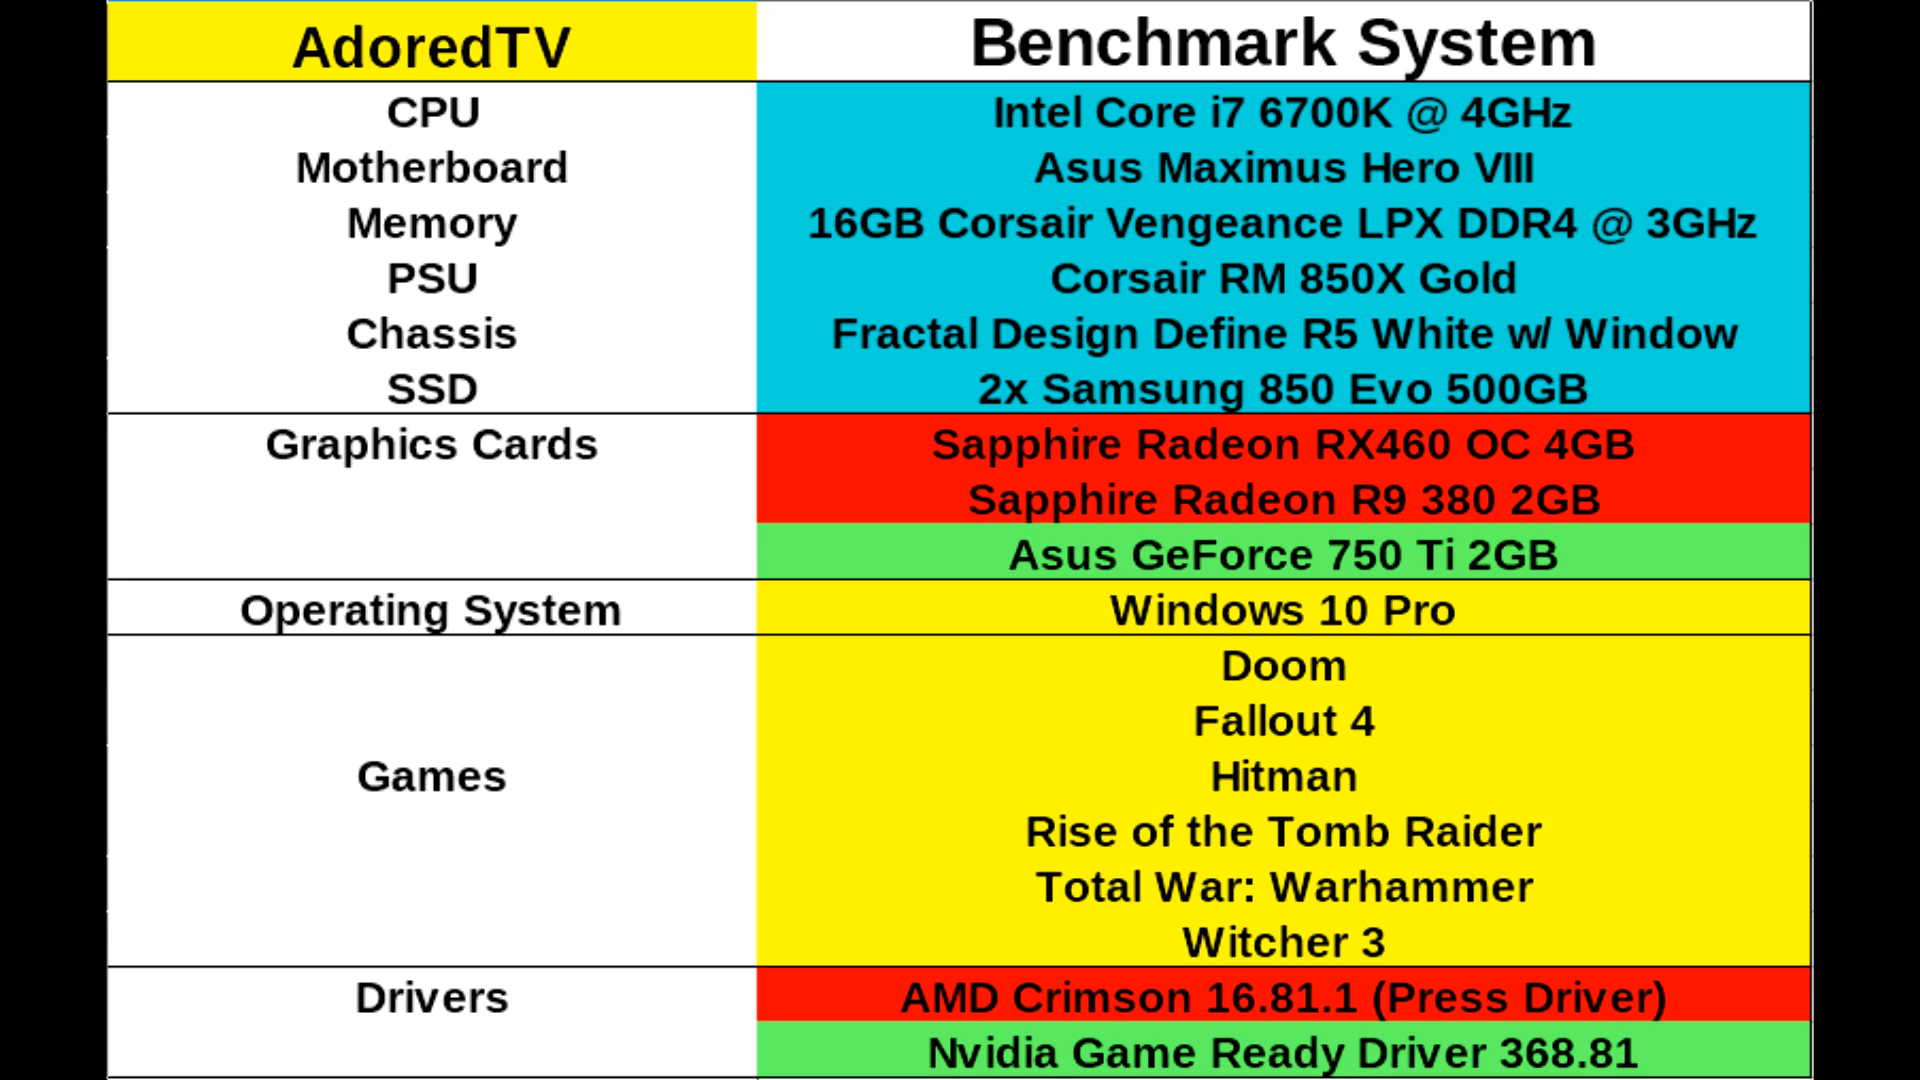 AdoredTV Benchmark System
CPU Intel Core i7 6700K @ 4GHz
Motherboard Asus Maximus Hero VIII
Memory 16GB Corsair Vengeance LPX DDR4 @ 3GHz
PSU Corsair RM 850X Gold
Chassis Fractal Design Define R5 White w/ Window
SSD 2x Samsung 850 Evo 500GB
Graphics Cards Sapphire Radeon RX460 OC 4GB
Sapphire Radeon R9 380 2GB
Asus GeForce 750 Ti 2GB
Operating System Windows 10 Pro
Doom
Fallout 4
Games Hitman
Rise of the Tomb Raider
Total War: Warhammer
Witcher 3
Drivers AMD Crimson 16.81.1 (Press Driver)
Nvidia Game Ready Driver 368.81